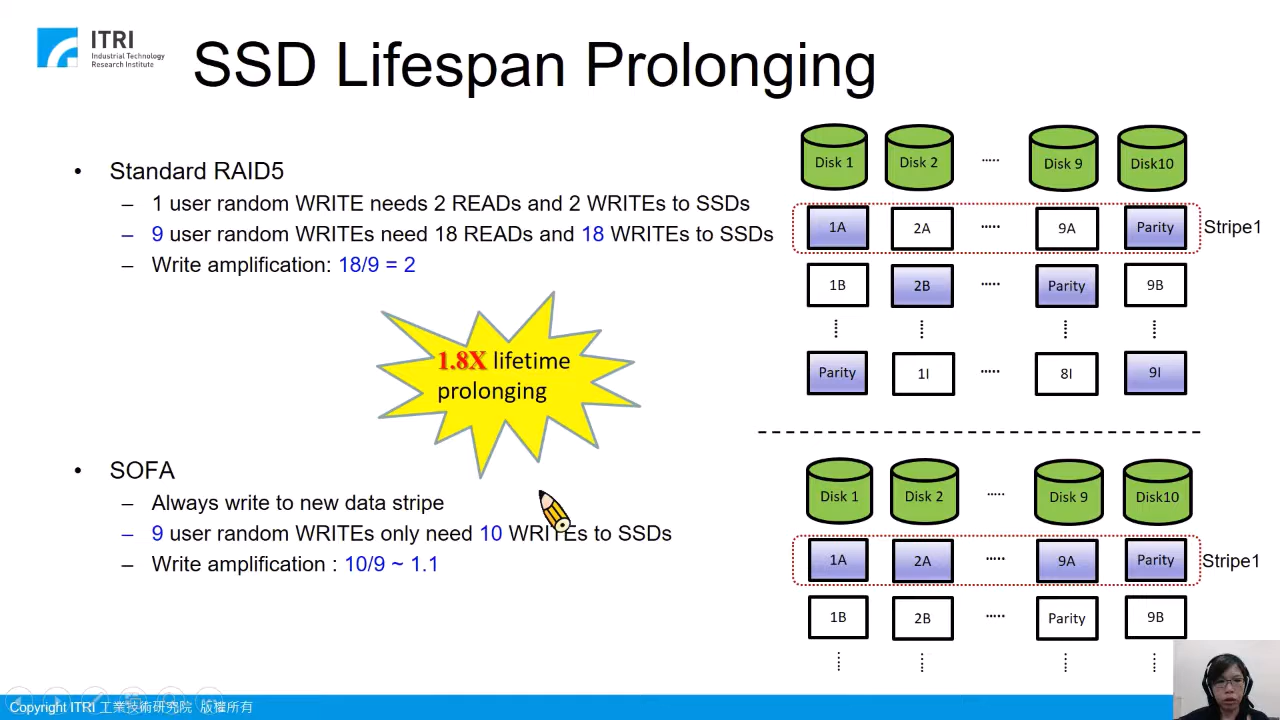 ITRI
Industrial Technology
Research Institute
SSD Lifespan Prolonging
• Standard RAID5
– 1 user random WRITE needs 2 READs and 2 WRITEs to SSDs
– 9 user random WRITEs need 18 READs and 18 WRITEs to SSDs
– Write amplification: 18/9 = 2
1.8X lifetime
prolonging
• SOFA
– Always write to new data stripe
– 9 user random WRITEs only need 10 WRITEs to SSDs
– Write amplification : 10/9 ~ 1.1
Disk 1 Disk 2 ..... Disk 9 Disk10
1A 2A ..... 9A Parity Stripe1
1B 2B ..... Parity 9B
Parity 1I ..... 8I 9I
Disk 1 Disk 2 ..... Disk 9 Disk10
1A 2A ..... 9A Parity Stripe1
1B 2B ..... Parity 9B
Copyright ITRI 工業技術研究院 版權所有